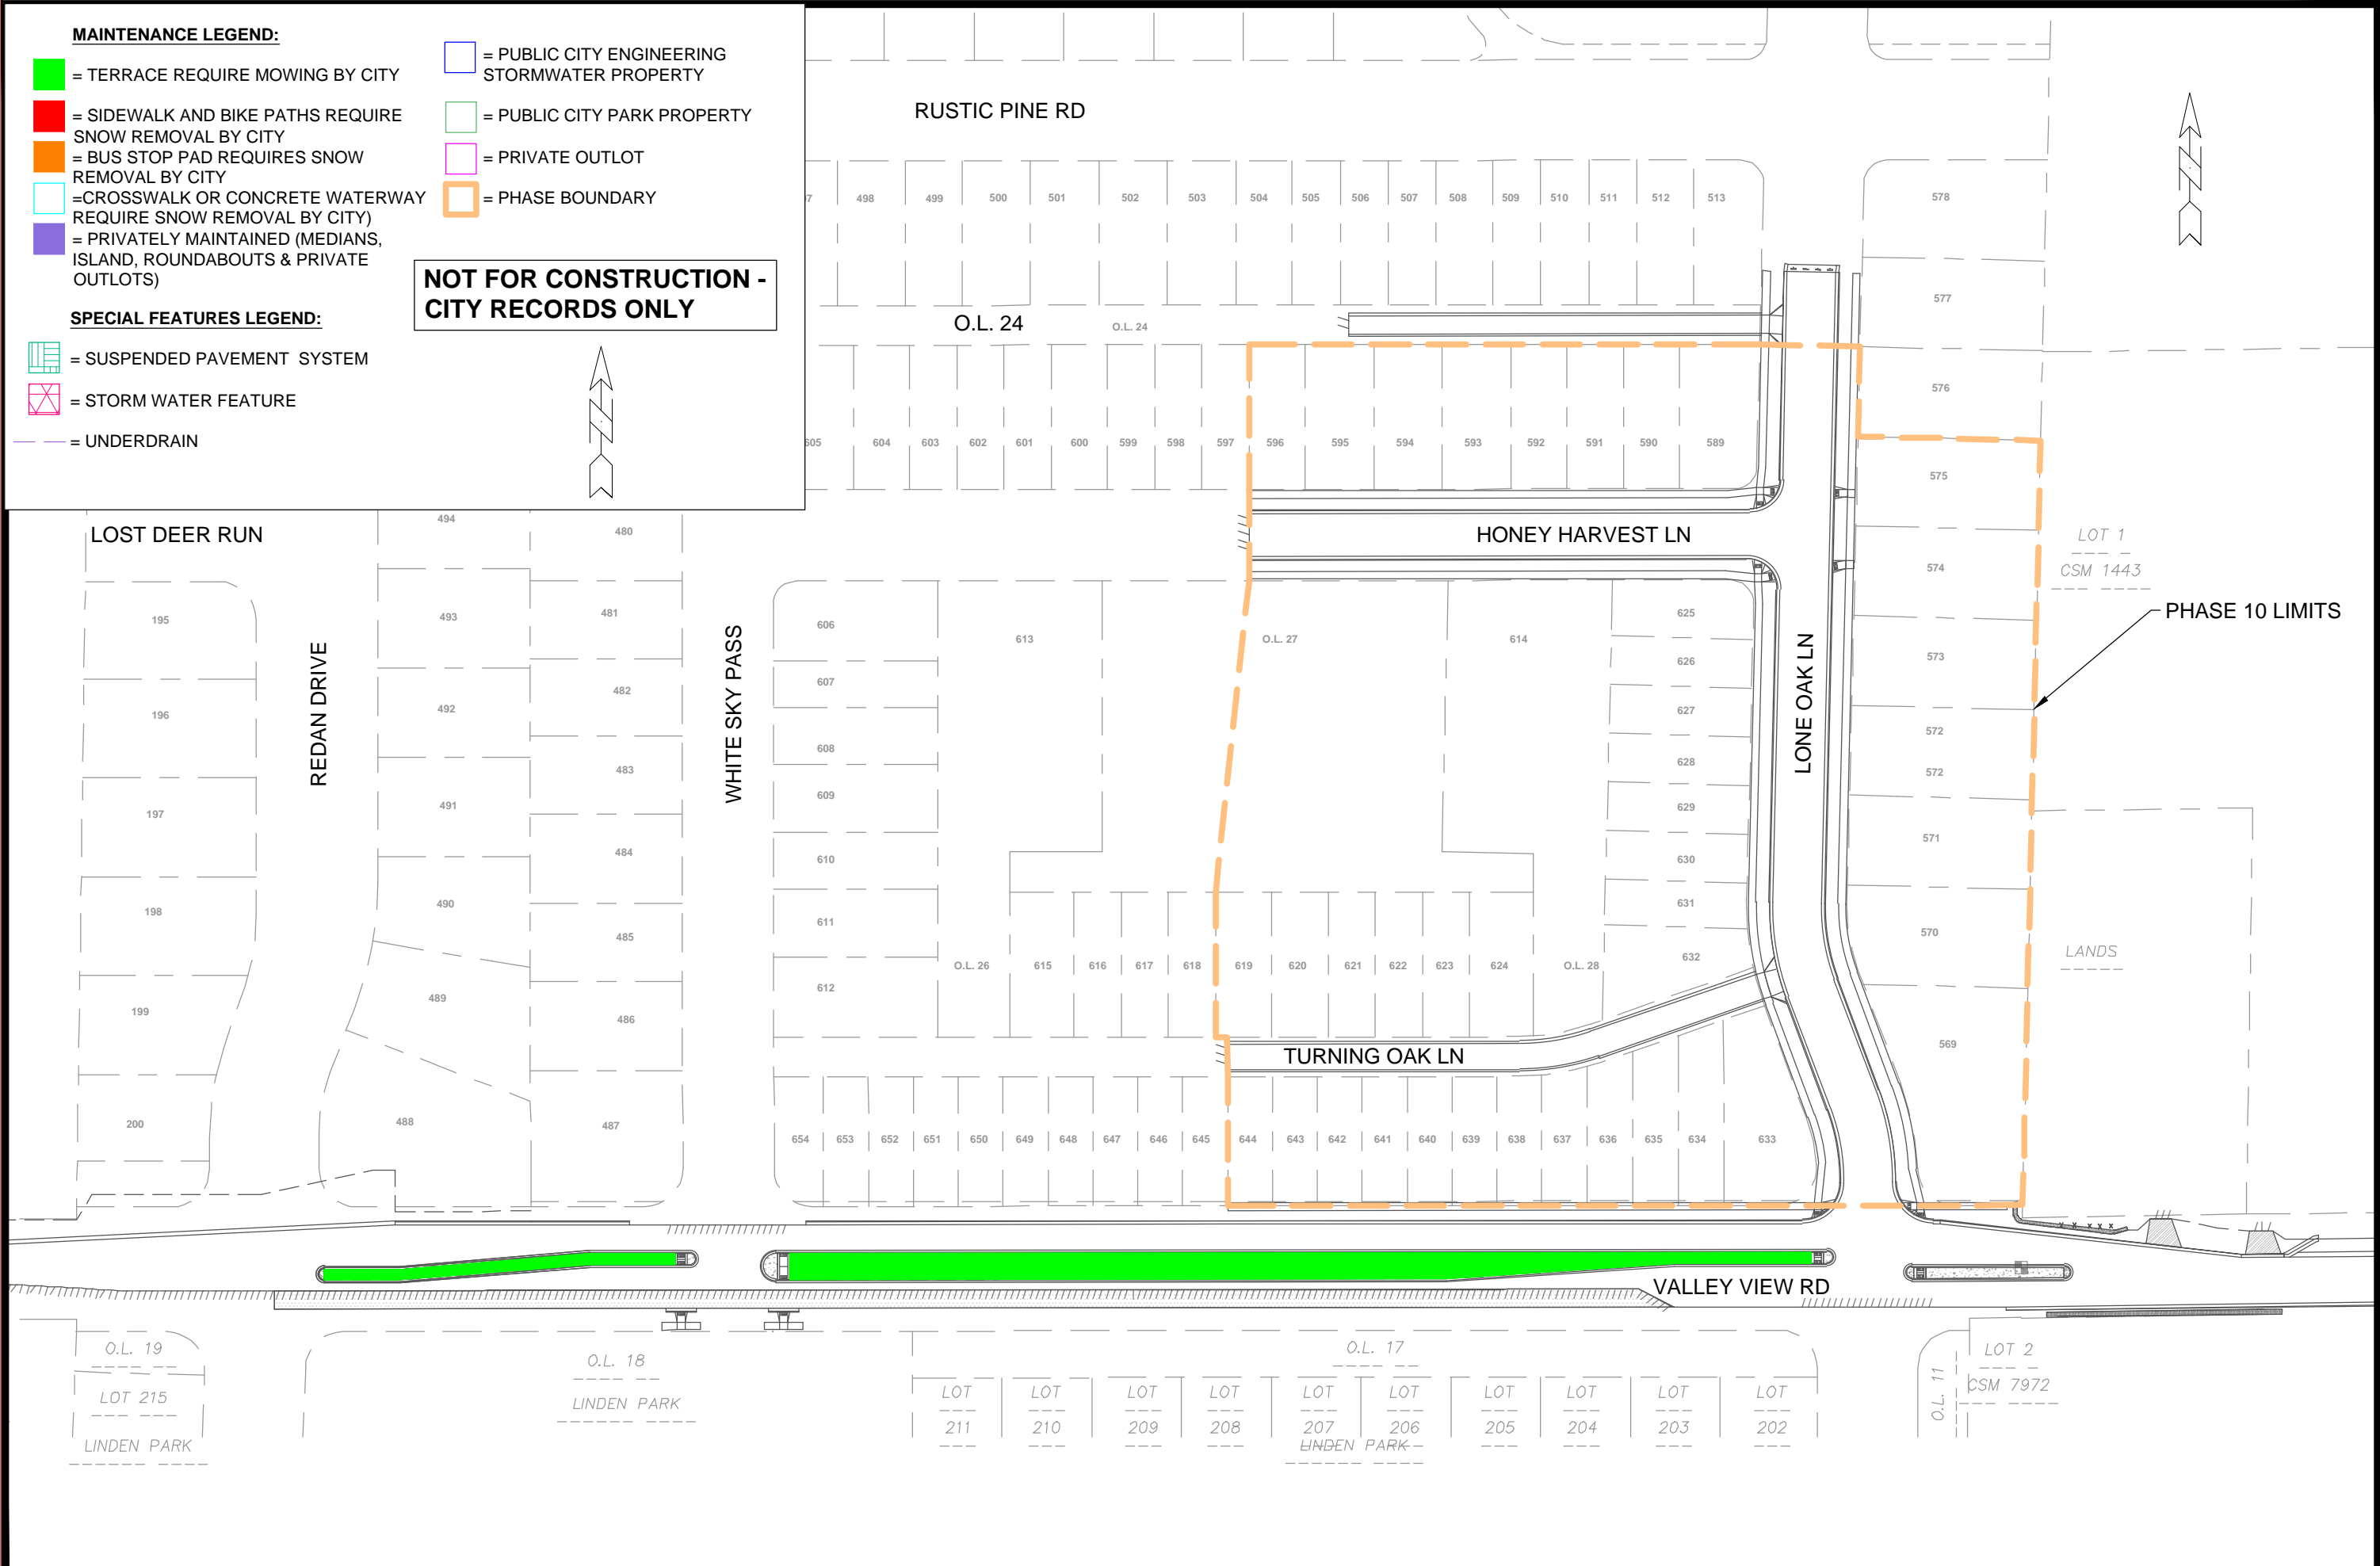 MAINTENANCE LEGEND:
= TERRACE REQUIRE MOWING BY CITY
= SIDEWALK AND BIKE PATHS REQUIRE
SNOW REMOVAL BY CITY
= BUS STOP PAD REQUIRES SNOW
REMOVAL BY CITY
=CROSSWALK OR CONCRETE WATERWAY
REQUIRE SNOW REMOVAL BY CITY)
= PRIVATELY MAINTAINED (MEDIANS,
ISLAND, ROUNDABOUTS & PRIVATE
OUTLOTS)
= PUBLIC CITY ENGINEERING
STORMWATER PROPERTY
= PUBLIC CITY PARK PROPERTY
= PRIVATE OUTLOT
= PHASE BOUNDARY
NOT FOR CONSTRUCTION -
CITY RECORDS ONLY
SPECIAL FEATURES LEGEND:
= SUSPENDED PAVEMENT SYSTEM
= STORM WATER FEATURE
= UNDERDRAIN
N
N
RUSTIC PINE RD
7 498 499 500 501 502 503 504 505 506 507 508 509 510 511 512 513
578
577
576
575
574
573
572
572
571
570
569
O.L. 24
O.L. 24
605 604 603 602 601 600 599 598 597 596 595 594 593 592 591 590 589
LOST DEER RUN
HONEY HARVEST LN
LOT 1
CSM 1443
PHASE 10 LIMITS
195
196
197
198
199
200
REDAN DRIVE
494
493
492
491
490
489
488
480
481
482
483
484
485
486
487
WHITE SKY PASS
606
607
608
609
610
611
612
613
O.L. 27
614
625
626
627
628
629
630
631
632
LONE OAK LN
LANDS
O.L. 26 615 616 617 618 619 620 621 622 623 624 O.L. 28
TURNING OAK LN
654 653 652 651 650 649 648 647 646 645 644 643 642 641 640 639 638 637 636 635 634 633
x x x x x
VALLEY VIEW RD
O.L. 19
LOT 215
LINDEN PARK
O.L. 18
LINDEN PARK
O.L. 17
LOT LOT LOT LOT LOT LOT LOT LOT LOT LOT
211 210 209 208 207 206 205 204 203 202
LINDEN PARK
O.L. 11
LOT 2
CSM 7972